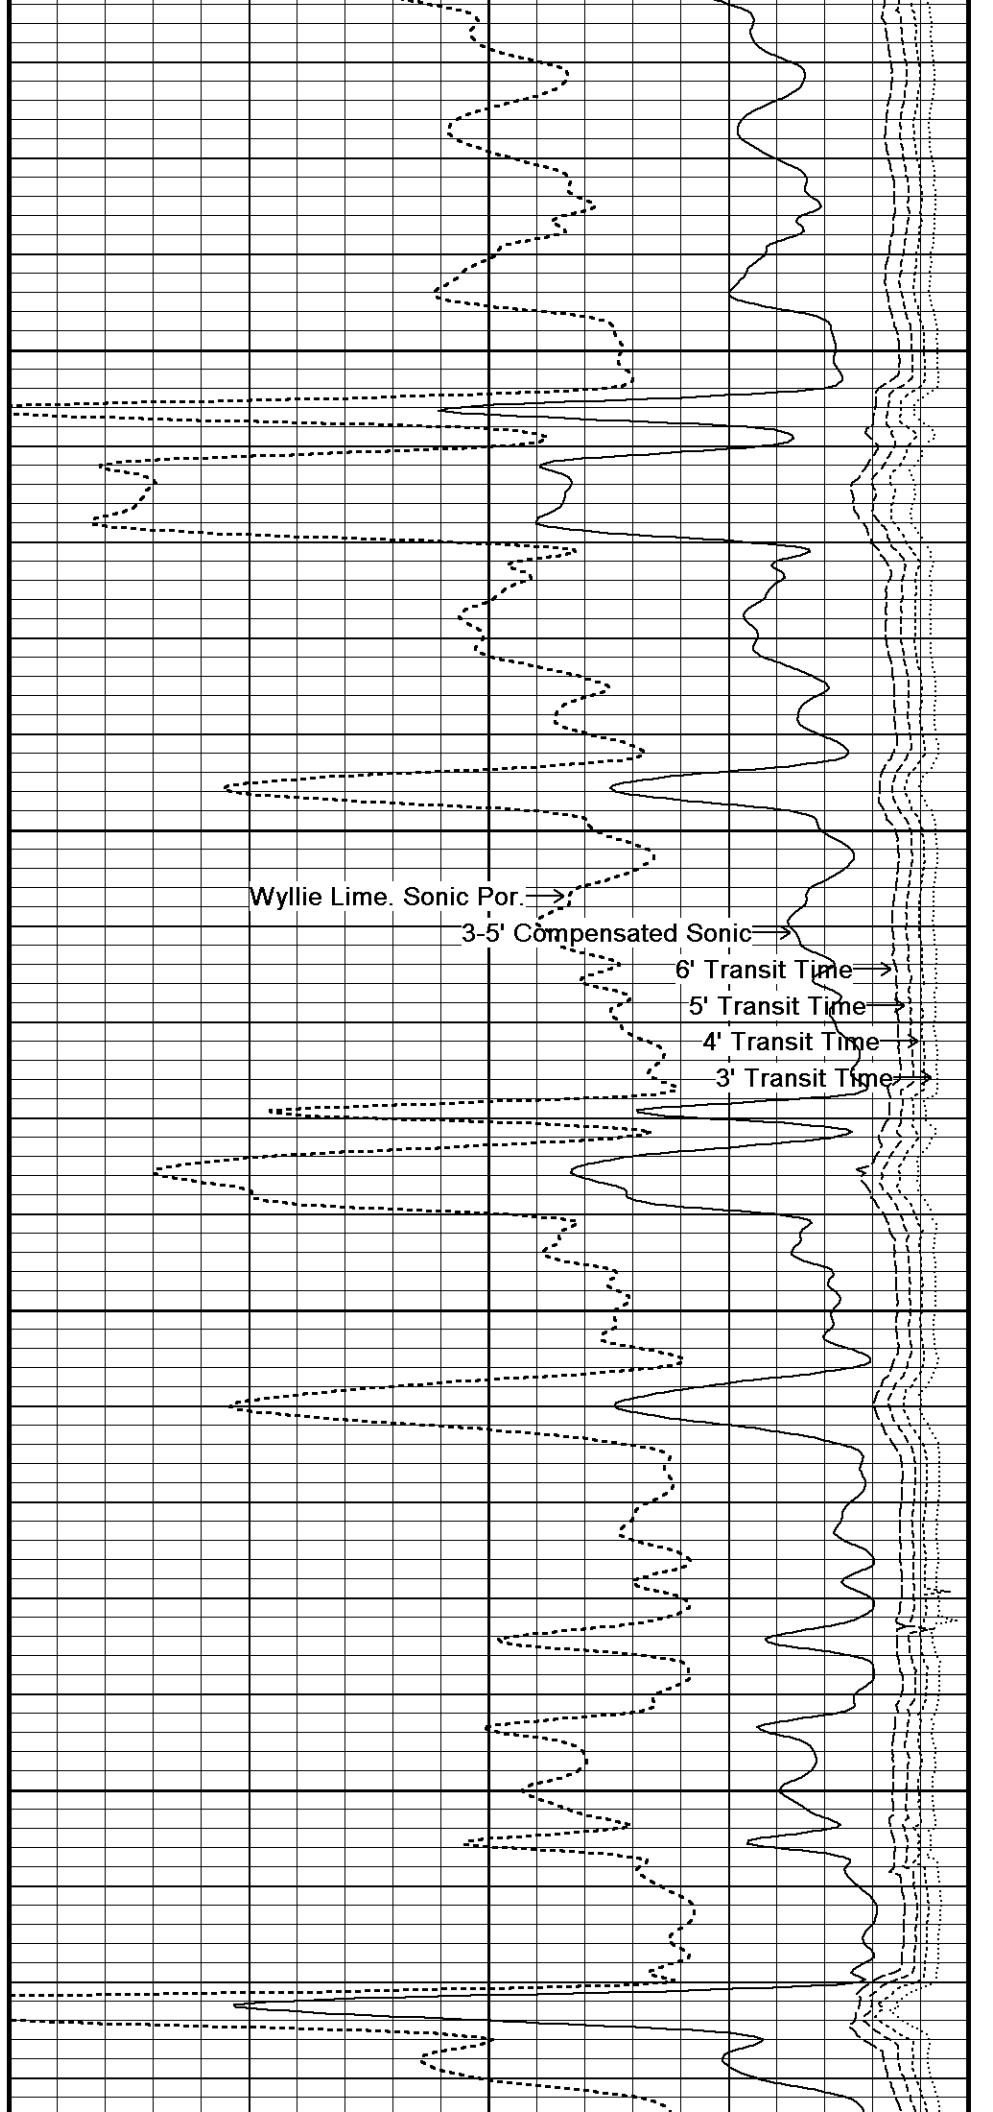 Wyllie Lime. Sonic Por.
3-5' Compensated Sonic
6' Transit Time
5' Transit Time
4' Transit Time
3' Transit Time